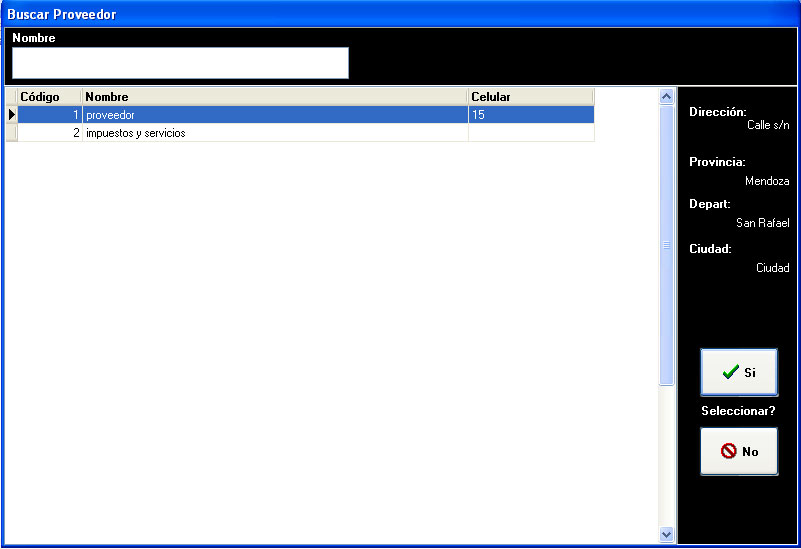 Buscar Proveedor
Nombre
Código Nombre Celular
1 proveedor 15
2 impuestos y servicios
Dirección:
Calle s/n
Provincia:
Mendoza
Depart:
San Rafael
Ciudad:
Ciudad
Si
Seleccionar?
No